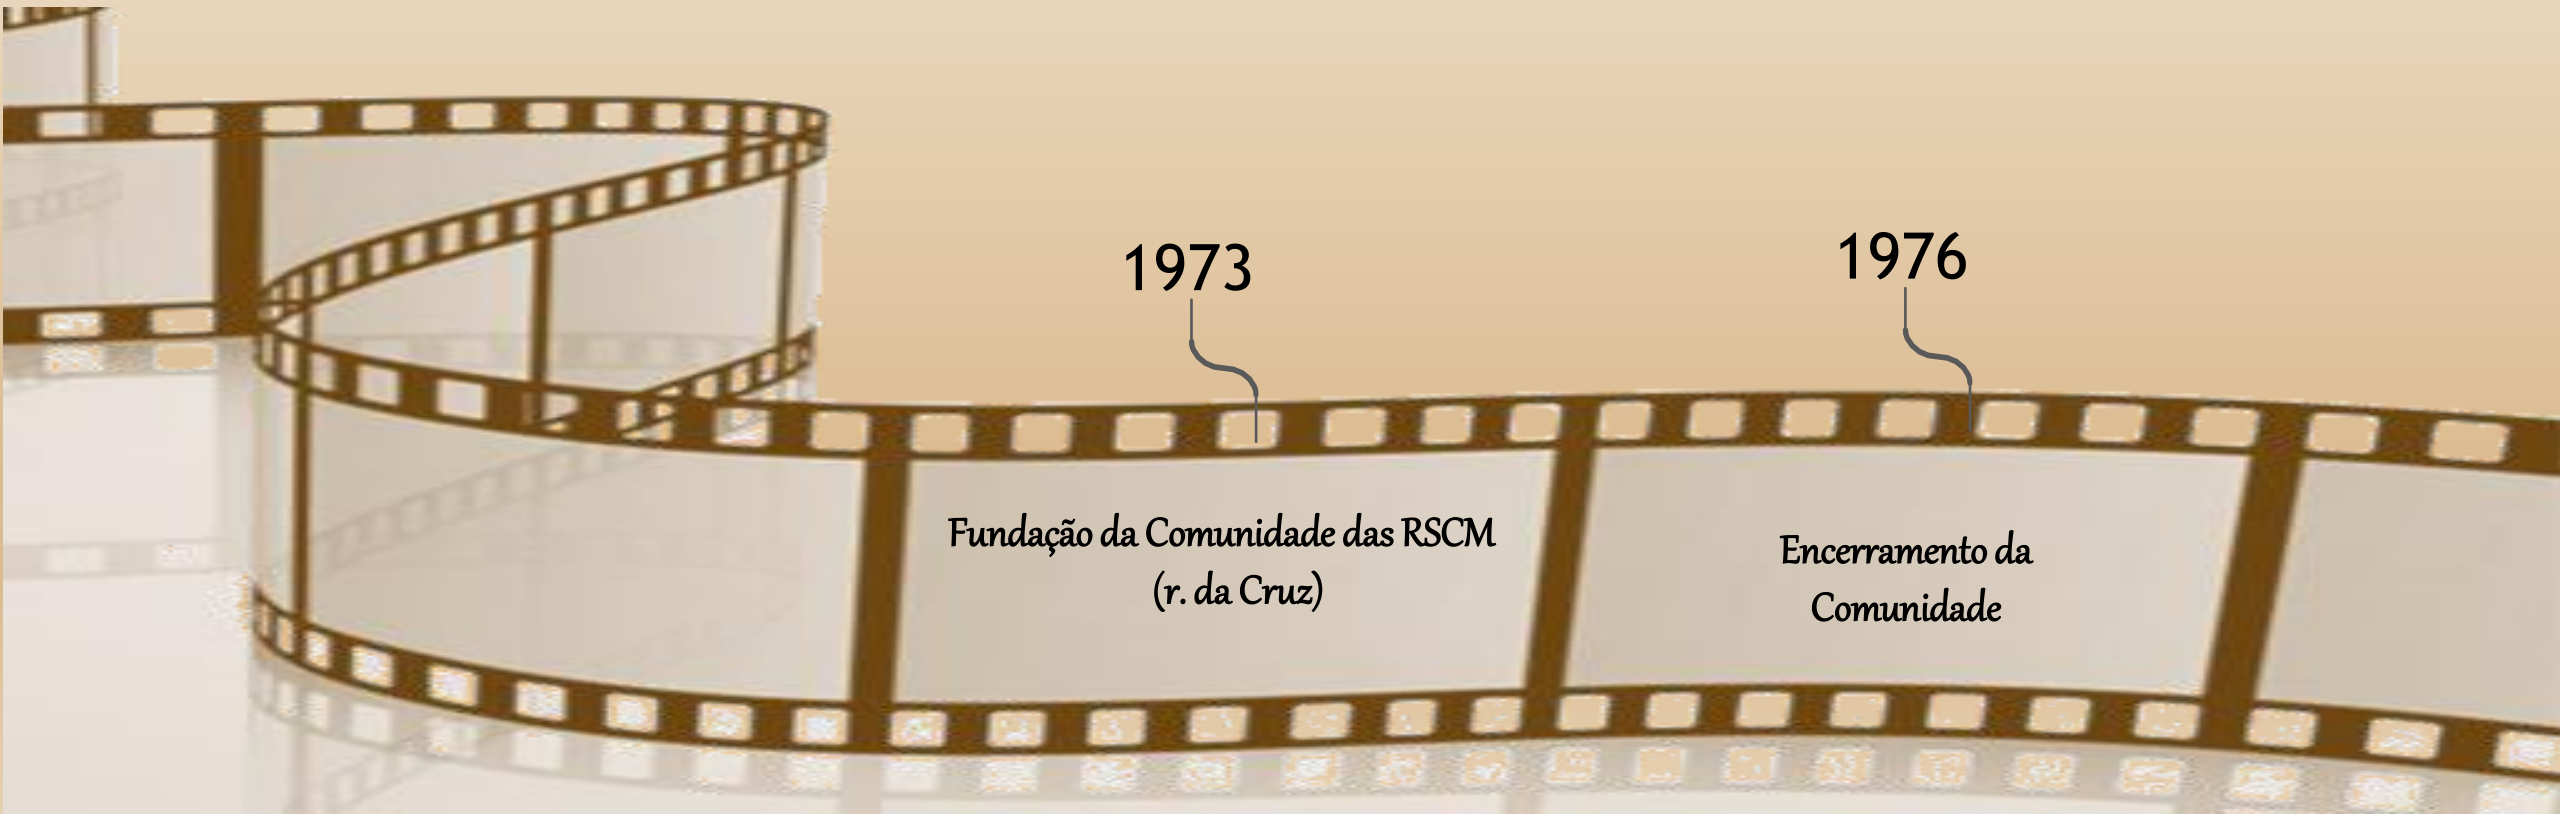 1973
Fundação da Comunidade das RSCM
(r. da Cruz)
1976
Encerramento da
Comunidade